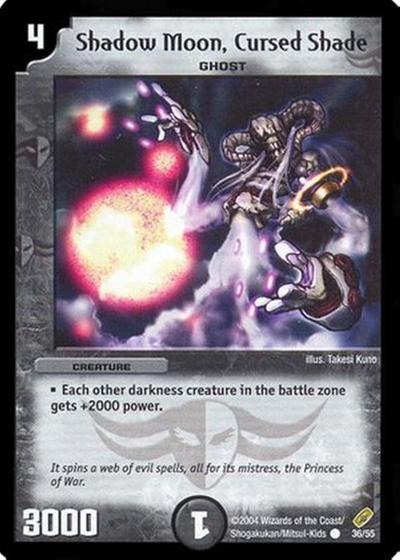 4
Shadow Moon, Cursed Shade
GHOST
illus. Takesi Kuno
CREATURE
▪ Each other darkness creature in the battle zone
gets +2000 power.
It spins a web of evil spells, all for its mistress, the Princess
of War.
3000
1
©2004 Wizards of the Coast/
Shogakukan/Mitsui-Kids
36/55